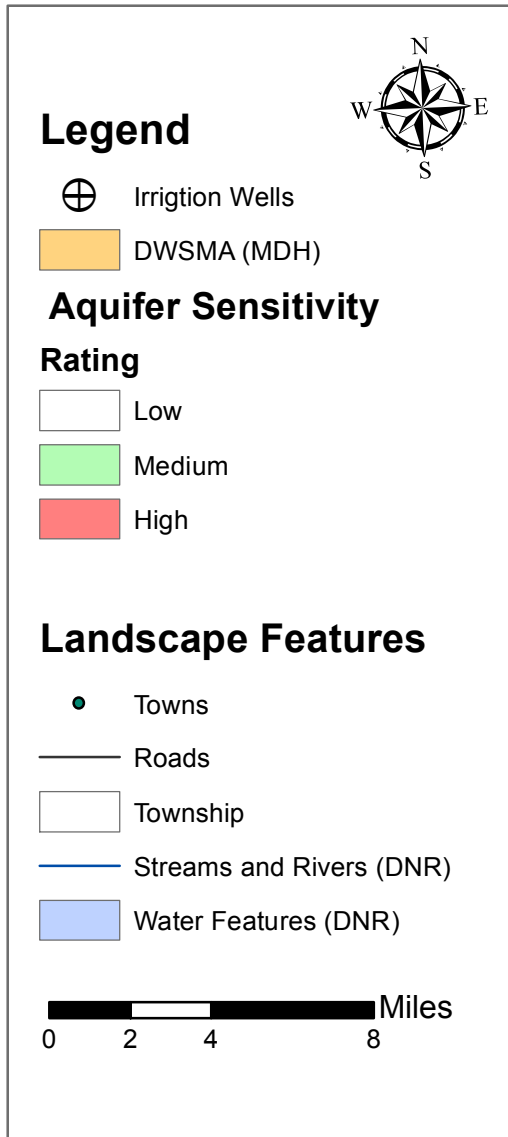 N
W E
S
Legend
Irrigtion Wells
DWSMA (MDH)
Aquifer Sensitivity
Rating
Low
Medium
High
Landscape Features
Towns
Roads
Township
Streams and Rivers (DNR)
Water Features (DNR)
Miles
0 2 4 8